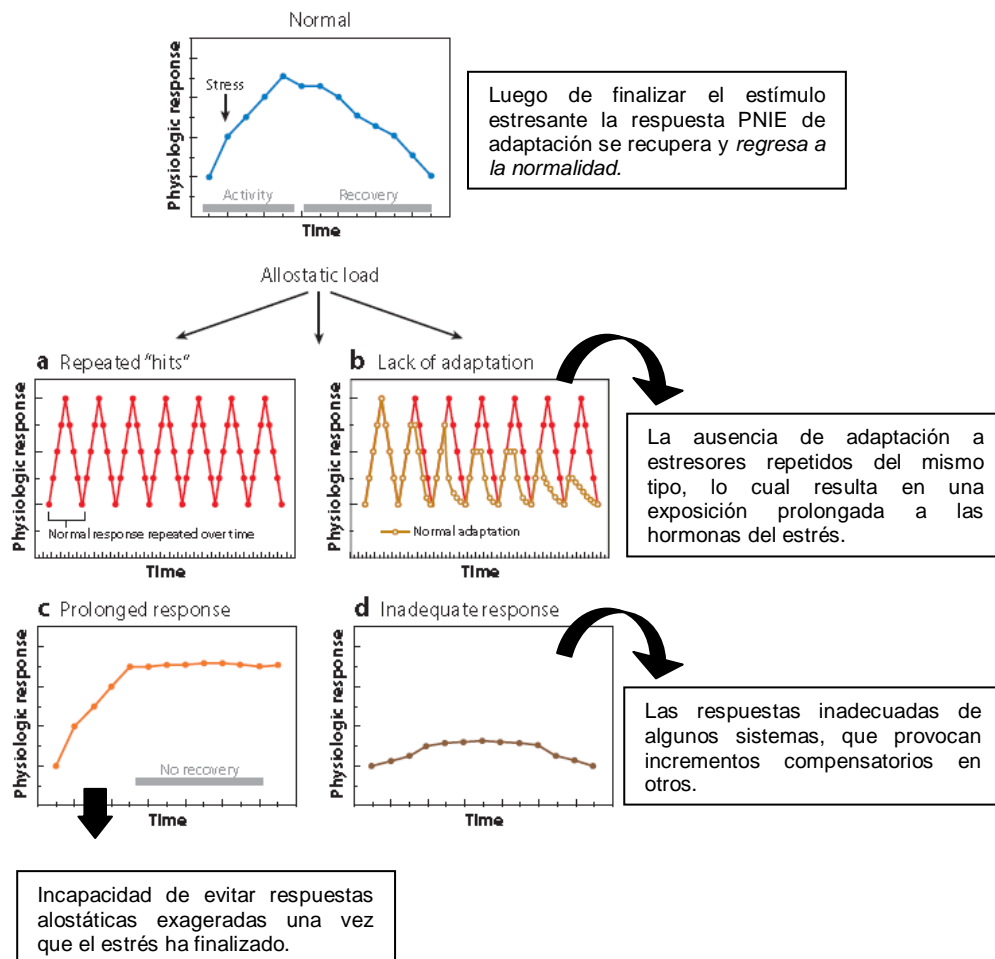 Normal
Physiologic response
Stress
Activity
Recovery
Time
Luego de finalizar el estímulo
estresante la respuesta PNIE de
adaptación se recupera y regresa a
la normalidad.
Allostatic load
a Repeated "hits"
Physiologic response
Normal response repeated over time
Time
b Lack of adaptation
Physiologic response
Normal adaptation
Time
La ausencia de adaptación a
estresores repetidos del mismo
tipo, lo cual resulta en una
exposición prolongada a las
hormonas del estrés.
c Prolonged response
Physiologic response
No recovery
Time
d Inadequate response
Physiologic response
Time
Las respuestas inadecuadas de
algunos sistemas, que provocan
incrementos compensatorios en
otros.
Incapacidad de evitar respuestas
alostáticas exageradas una vez
que el estrés ha finalizado.